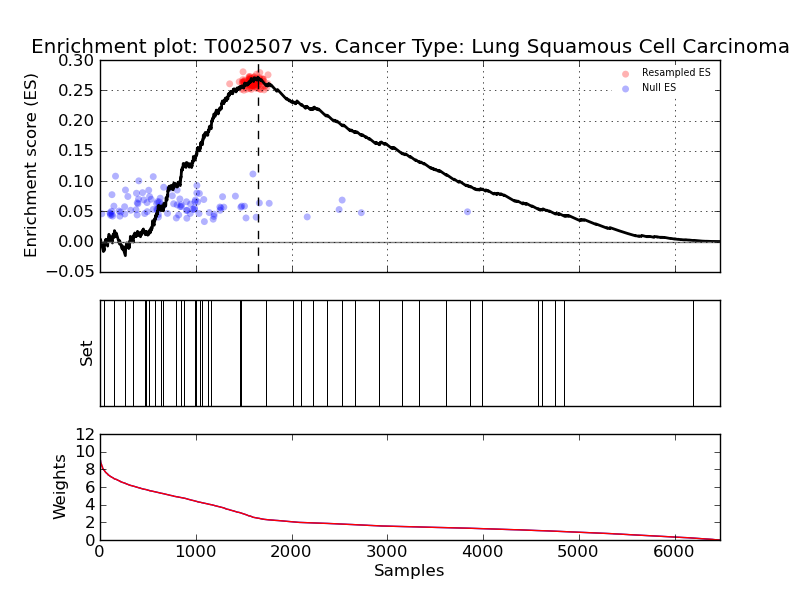 Enrichment plot: T002507 vs. Cancer Type: Lung Squamous Cell Carcinoma
Enrichment score (ES)
0.30
0.25
0.20
0.15
0.10
0.05
0.00
−0.05
Resampled ES
Null ES
Set
Weights
12
10
8
6
4
2
0
0 1000 2000 3000 4000 5000 6000
Samples